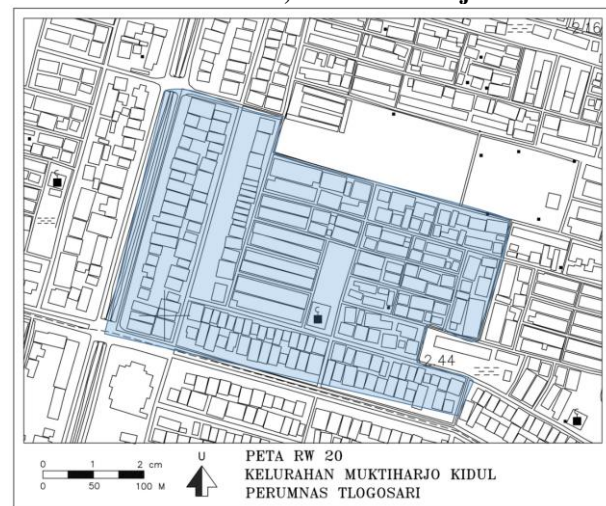 2.16
2.44
U
0 1 2 cm
0 50 100 M
PETA RW 20
KELURAHAN MUKTIHARJO KIDUL
PERUMNAS TLOGOSARI